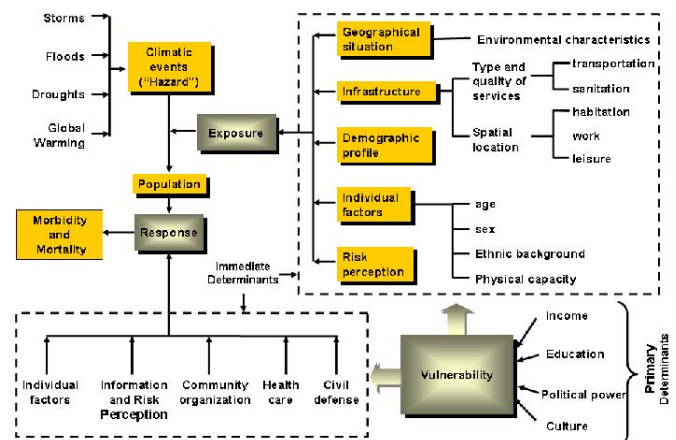 Storms
Floods
Droughts
Global
Warming
Climatic
events
("Hazard")
Exposure
Population
Morbidity
and
Mortality
Response
Immediate
Determinants
Geographical
situation
Environmental characteristics
Infrastructure
Type and
quality of
services
transportation
sanitation
Spatial
location
habitation
work
leisure
Demographic
profile
Individual
factors
age
sex
Ethnic background
Physical capacity
Risk
perception
Individual
factors
Information
and Risk
Perception
Community
organization
Health
care
Civil
defense
Vulnerability
Income
Education
Political power
Culture
Primary
Determinants